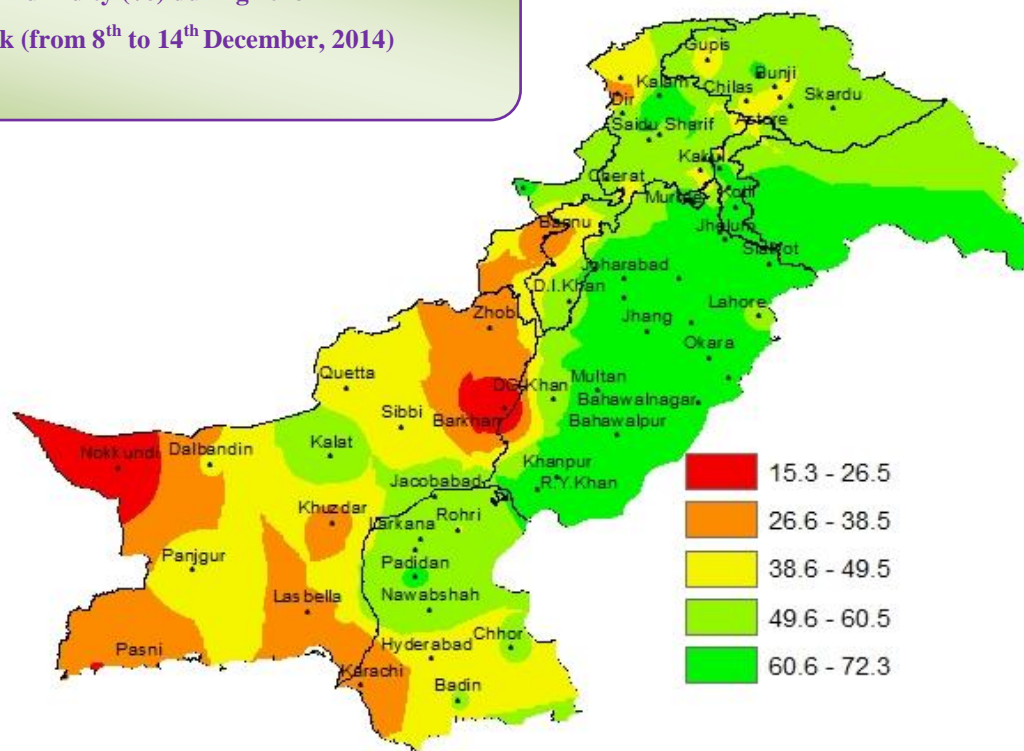 k (from 8th to 14th December, 2014)
Gupis
Kalam
Chilas
Bunji
Skardu
Dir
Saidu Sharif
Astore
Kakul
Cherat
Murree
Kotli
Bannu
Jhelum
Sialkot
Joharabad
D.I.Khan
Lahore
Zhob
Jhang
Okara
Quetta
DG Khan
Multan
Bahawalnagar
Sibbi
Barkhan
Bahawalpur
Nokkundi
Dalbandin
Kalat
Khanpur
Jacobabad
R.Y.Khan
Khuzdar
Larkana
Rohri
Panjgur
Padidan
Lasbella
Nawabshah
Pasni
Hyderabad
Chhor
Karachi
Badin
15.3 - 26.5
26.6 - 38.5
38.6 - 49.5
49.6 - 60.5
60.6 - 72.3